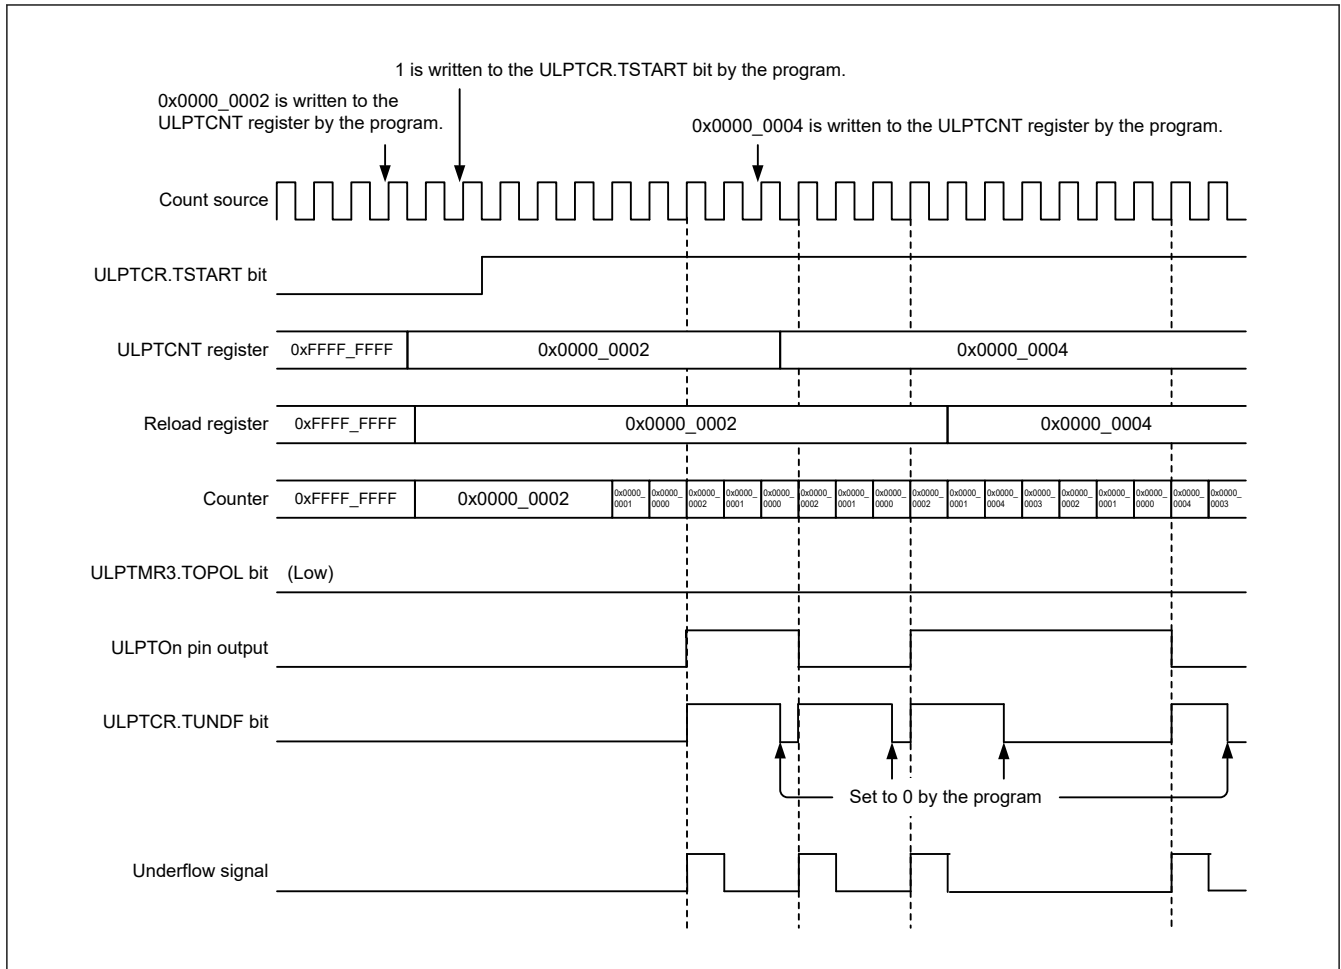 1 is written to the ULPTCR.TSTART bit by the program.
0x0000_0002 is written to the
ULPTCNT register by the program.
0x0000_0004 is written to the ULPTCNT register by the program.
Count source
ULPTCR.TSTART bit
ULPTCNT register 0xFFFF_FFFF 0x0000_0002 0x0000_0004
Reload register 0xFFFF_FFFF 0x0000_0002 0x0000_0004
Counter 0xFFFF_FFFF 0x0000_0002 0x0000_0001 0x0000_0000 0x0000_0002 0x0000_0001 0x0000_0000 0x0000_0002 0x0000_0001 0x0000_0000 0x0000_0002 0x0000_0001 0x0000_0004 0x0000_0003 0x0000_0002 0x0000_0001 0x0000_0000 0x0000_0004 0x0000_0003
ULPTMR3.TOPOL bit (Low)
ULPTOn pin output
ULPTCR.TUNDF bit
Set to 0 by the program
Underflow signal